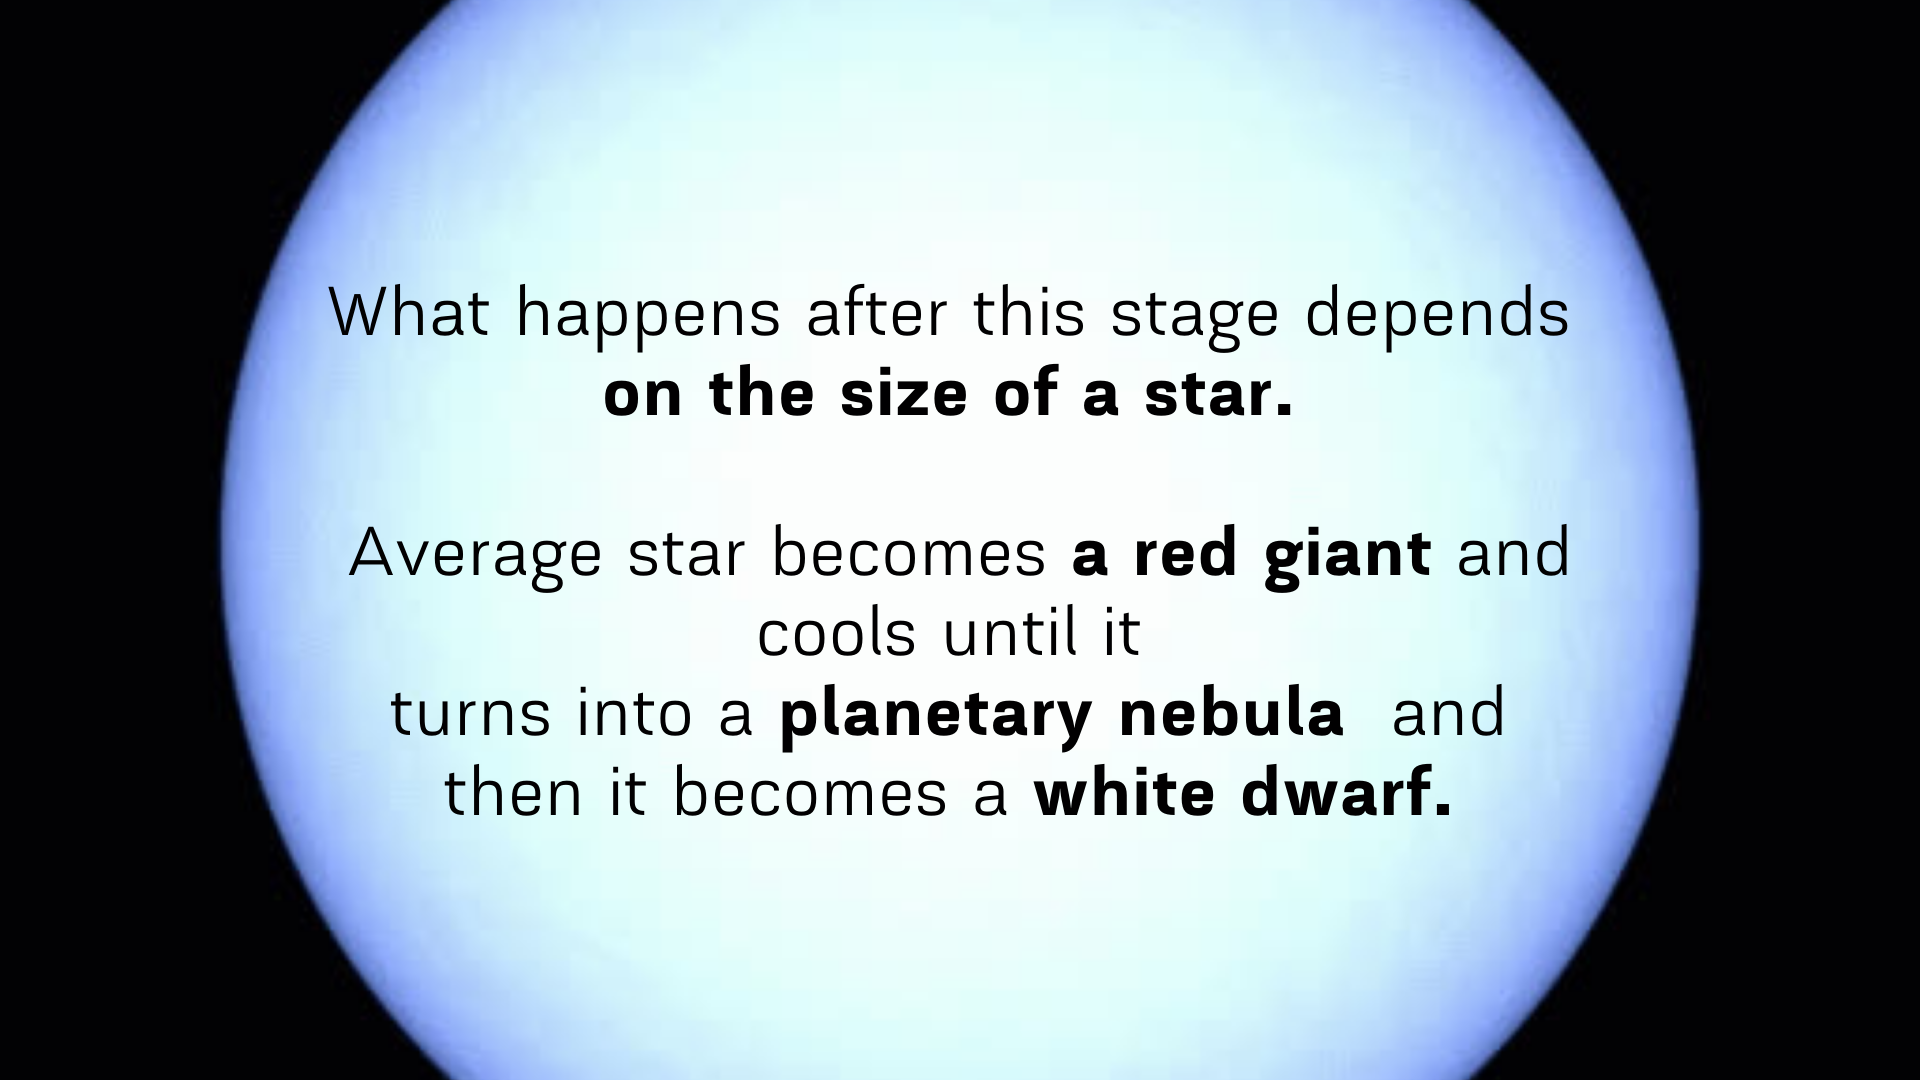 What happens after this stage depends
on the size of a star.
Average star becomes a red giant and
cools until it
turns into a planetary nebula  and
then it becomes a white dwarf.